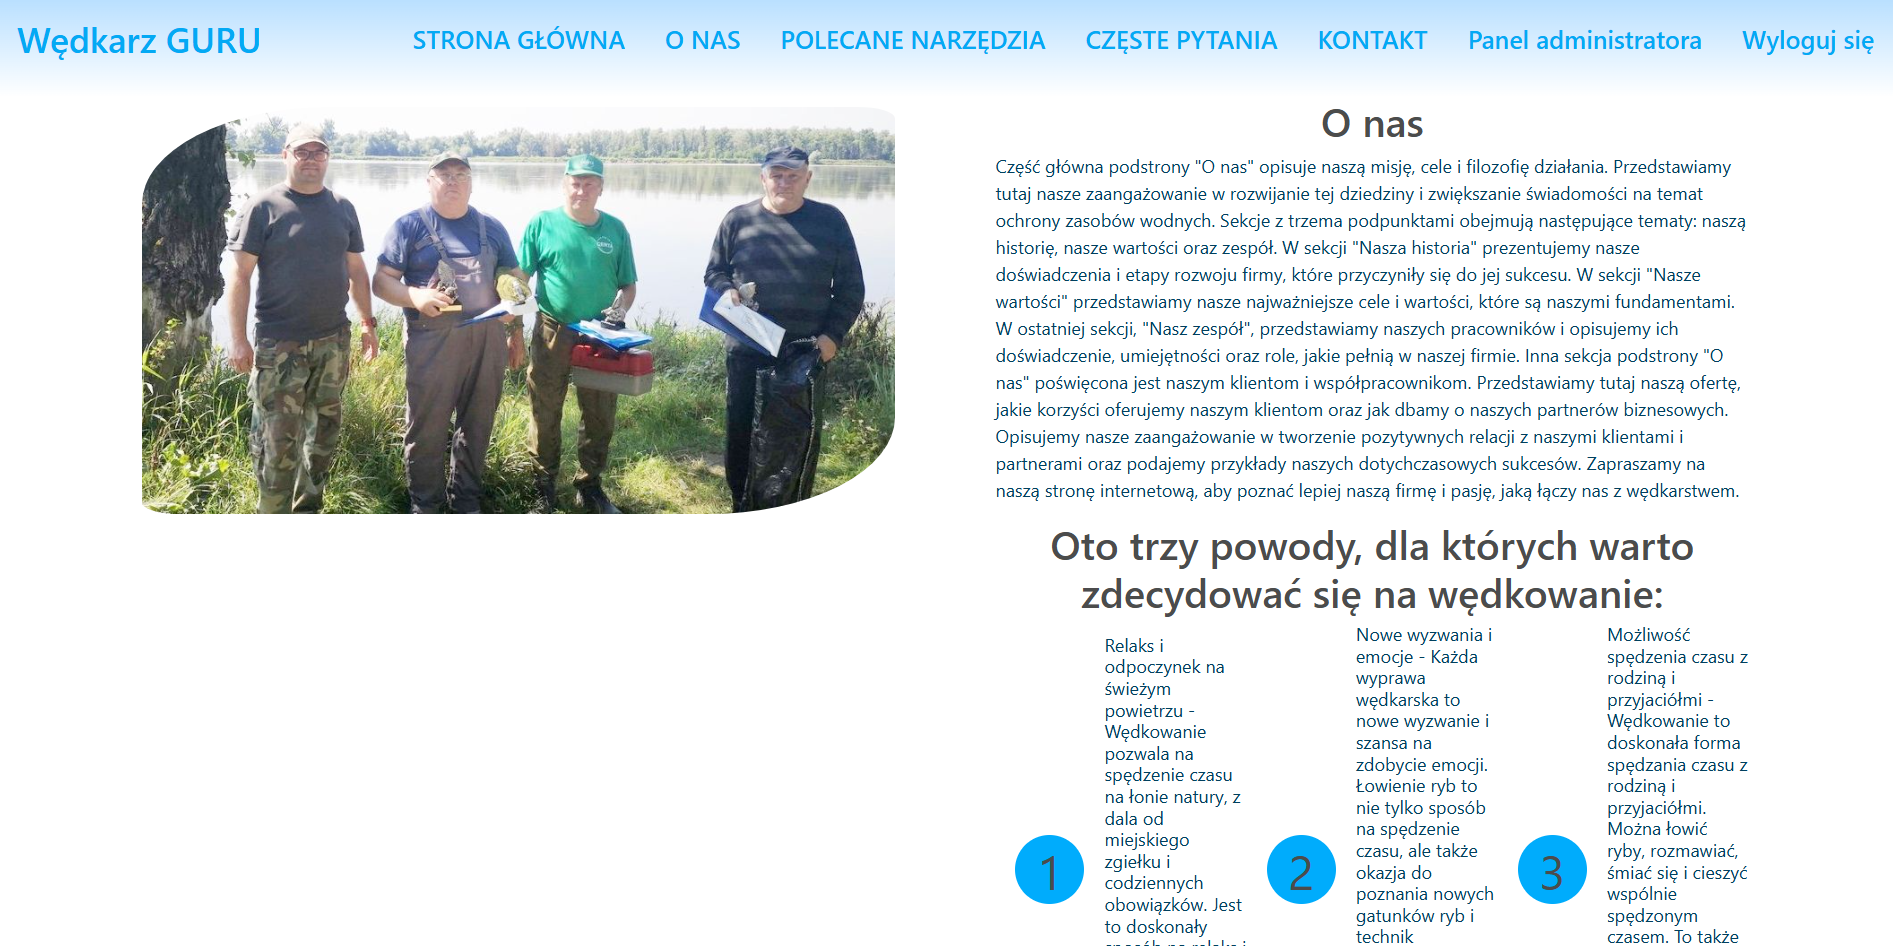 Wędkarz GURU
STRONA GŁÓWNA
O NAS
POLECANE NARZĘDZIA
CZĘSTE PYTANIA
KONTAKT
Panel administratora
Wyloguj się
O nas
Część główna podstrony "O nas" opisuje naszą misję, cele i filozofię działania. Przedstawiamy
tutaj nasze zaangażowanie w rozwijanie tej dziedziny i zwiększanie świadomości na temat
ochrony zasobów wodnych. Sekcje z trzema podpunktami obejmują następujące tematy: naszą
historię, nasze wartości oraz zespół. W sekcji "Nasza historia" prezentujemy nasze
doświadczenia i etapy rozwoju firmy, które przyczyniły się do jej sukcesu. W sekcji "Nasze
wartości" przedstawiamy nasze najważniejsze cele i wartości, które są naszymi fundamentami.
W ostatniej sekcji, "Nasz zespół", przedstawiamy naszych pracowników i opisujemy ich
doświadczenie, umiejętności oraz role, jakie pełnią w naszej firmie. Inna sekcja podstrony "O
nas" poświęcona jest naszym klientom i współpracownikom. Przedstawiamy tutaj naszą ofertę,
jakie korzyści oferujemy naszym klientom oraz jak dbamy o naszych partnerów biznesowych.
Opisujemy nasze zaangażowanie w tworzenie pozytywnych relacji z naszymi klientami i
partnerami oraz podajemy przykłady naszych dotychczasowych sukcesów. Zapraszamy na
naszą stronę internetową, aby poznać lepiej naszą firmę i pasję, jaką łączy nas z wędkarstwem.
Oto trzy powody, dla których warto
zdecydować się na wędkowanie:
1
Relaks i
odpoczynek na
świeżym
powietrzu -
Wędkowanie
pozwala na
spędzenie czasu
na łonie natury, z
dala od
miejskiego
zgiełku i
codziennych
obowiązków. Jest
to doskonały
2
Nowe wyzwania i
emocje - Każda
wyprawa
wędkarska to
nowe wyzwanie i
szansa na
zdobycie emocji.
Łowienie ryb to
nie tylko sposób
na spędzenie
czasu, ale także
okazja do
poznania nowych
gatunków ryb i
technik
3
Możliwość
spędzenia czasu z
rodziną i
przyjaciółmi -
Wędkowanie to
doskonała forma
spędzania czasu z
rodziną i
przyjaciółmi.
Można łowić
ryby, rozmawiać,
śmiać się i cieszyć
wspólnie
spędzonym
czasem. To także